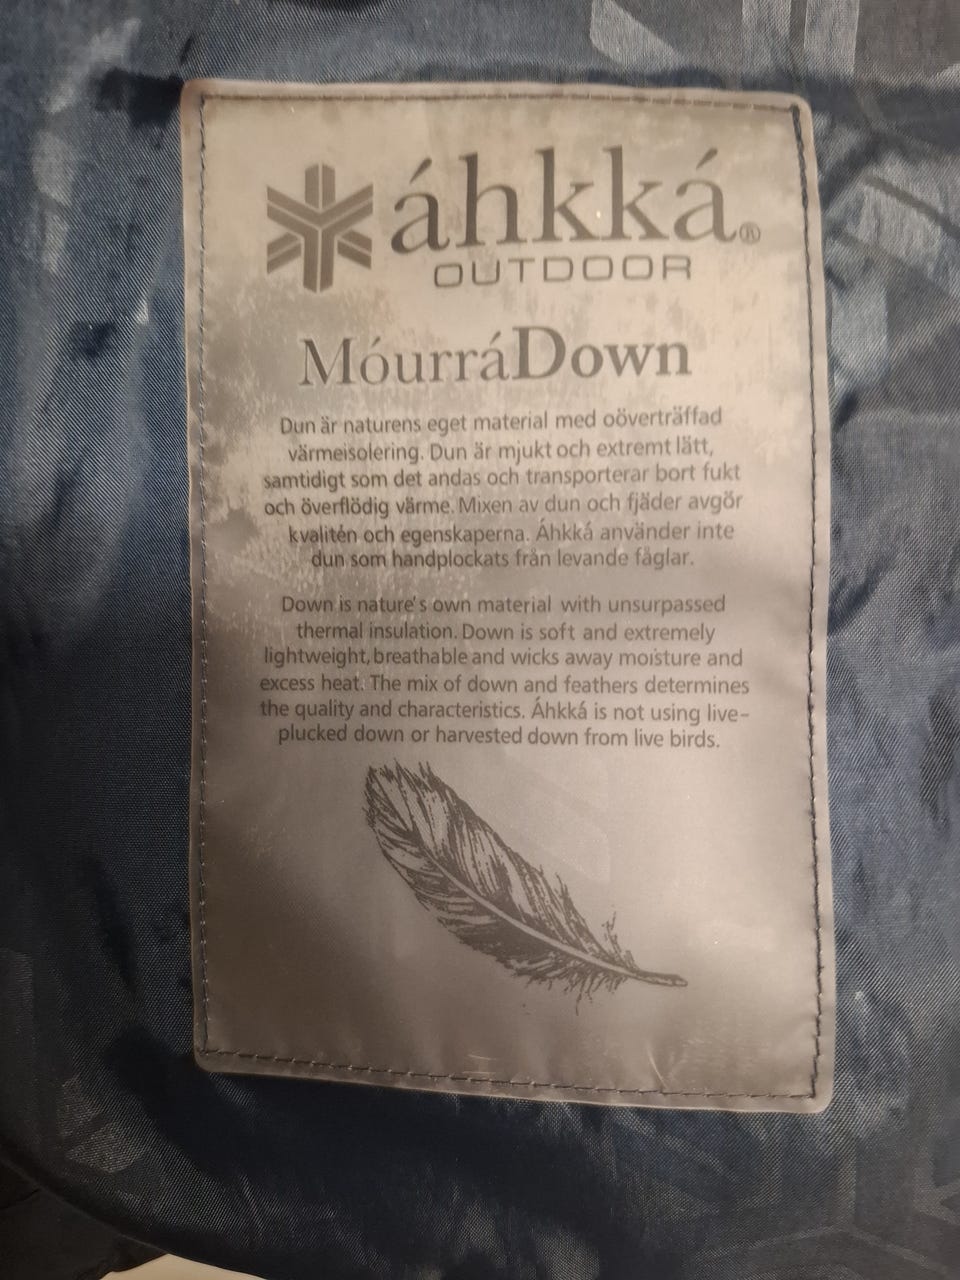 áhkká®
OUTDOOR
MóurráDown
Dun är naturens eget material med oöverträffad
värmeisolering. Dun är mjukt och extremt lätt,
samtidigt som det andas och transporterar bort fukt
och överflödig värme. Mixen av dun och fjäder avgör
kvalitén och egenskaperna. Áhkká använder inte
dun som handplockats från levande fåglar.
Down is nature's own material with unsurpassed
thermal insulation. Down is soft and extremely
lightweight, breathable and wicks away moisture and
excess heat. The mix of down and feathers determines
the quality and characteristics. Áhkká is not using live-
plucked down or harvested down from live birds.